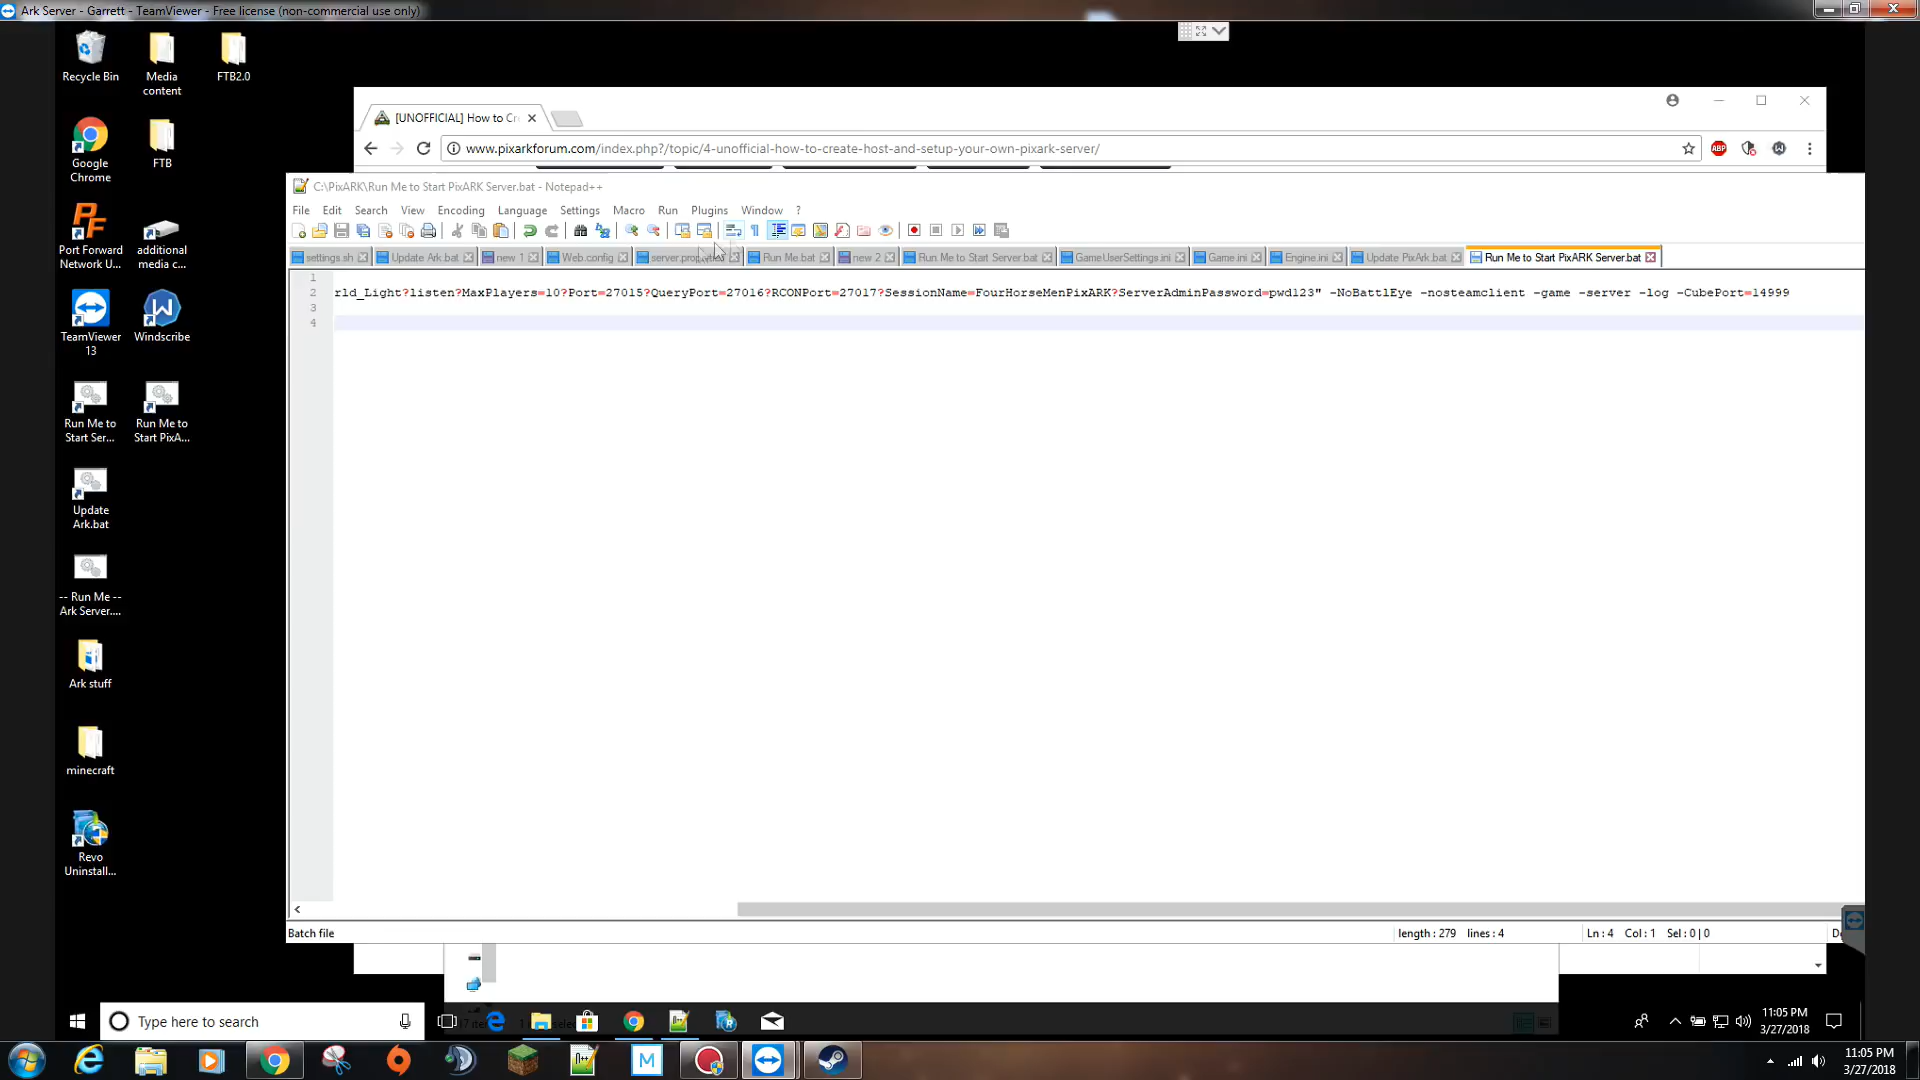 Ark Server - Garrett - TeamViewer - Free license (non-commercial use only)
Recycle Bin
Media content
FTB2.0
[UNOFFICIAL] How to Cr
www.pixarkforum.com/index.php?/topic/4-unofficial-how-to-create-host-and-setup-your-own-pixark-server/
ABP
Google Chrome
FTB
C:\PixARK\Run Me to Start PixARK Server.bat - Notepad++
File Edit Search View Encoding Language Settings Macro Run Plugins Window ?
settings.sh Update Ark.bat new 1 Web.config server.properties Run Me.bat new 2 Run Me to Start Server.bat GameUserSettings.ini Game.ini Engine.ini Update PixArk.bat Run Me to Start PixARK Server.bat
1
2 rld_Light?listen?MaxPlayers=10?Port=27015?QueryPort=27016?RCONPort=27017?SessionName=FourHorseMenPixARK?ServerAdminPassword=pwd123" -NoBattlEye -nosteamclient -game -server -log -CubePort=14999
3
4
Port Forward Network U...
additional media c...
TeamViewer 13
Windscribe
Run Me to Start Ser...
Run Me to Start PixA...
Update Ark.bat
-- Run Me -- Ark Server....
Ark stuff
minecraft
Revo Uninstall...
Batch file
length : 279 lines : 4
Ln : 4 Col : 1 Sel : 0 | 0
Type here to search
11:05 PM
3/27/2018
11:05 PM
3/27/2018